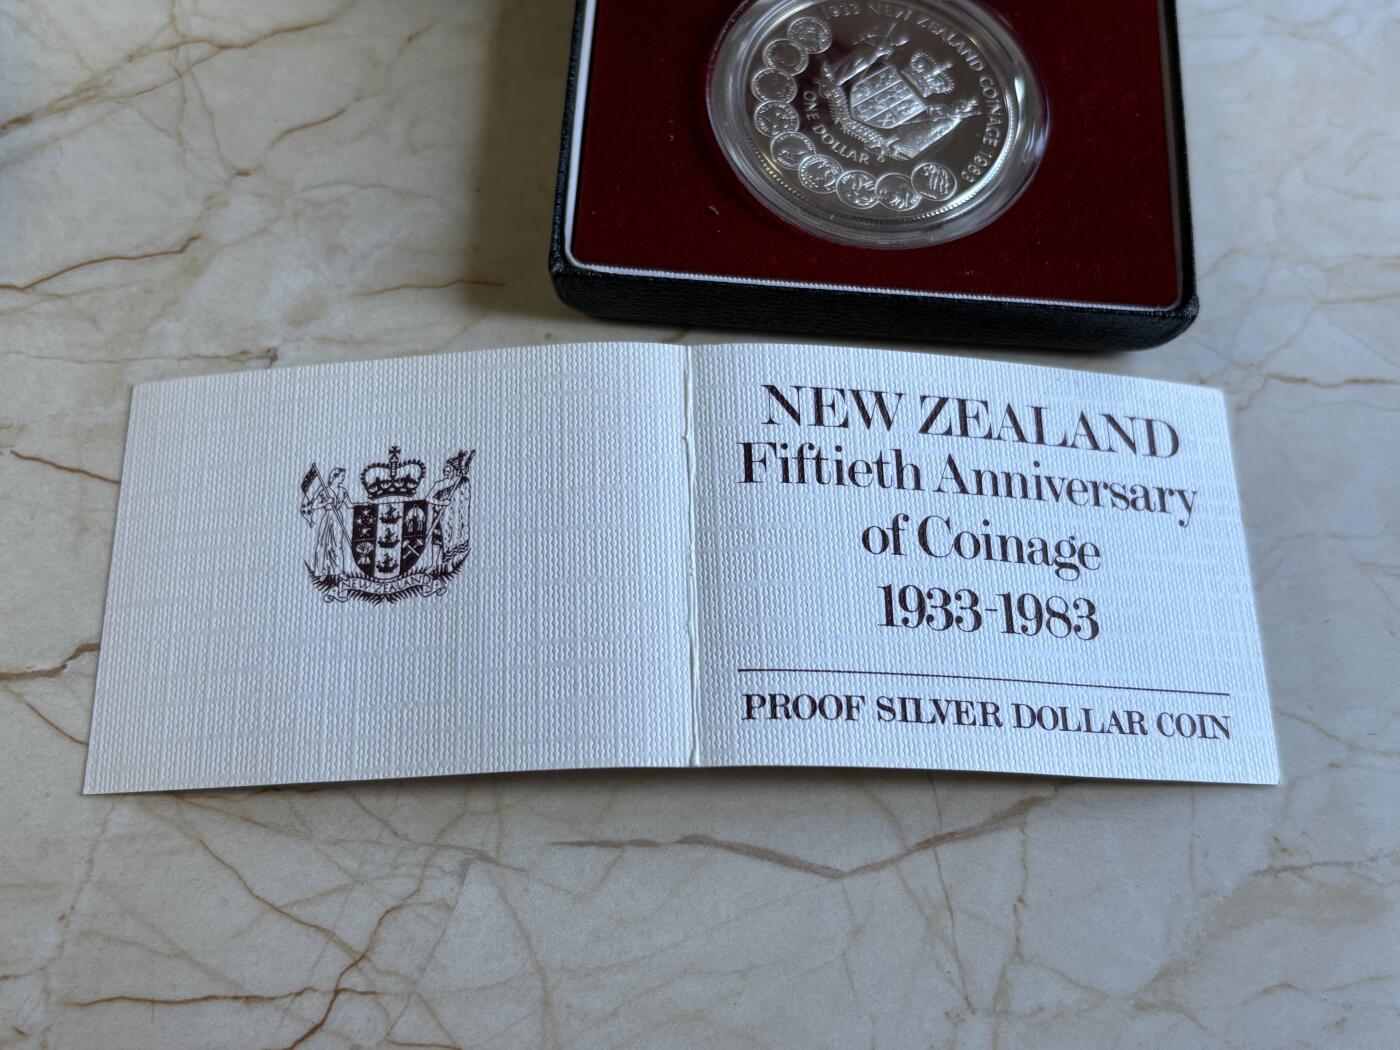 1933 NEW ZEALAND COINAGE 1983
ONE DOLLAR
NEW ZEALAND
NEW ZEALAND
Fiftieth Anniversary
of Coinage
1933-1983
PROOF SILVER DOLLAR COIN